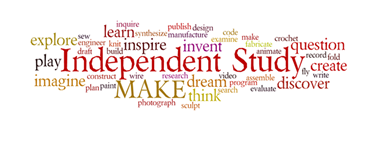 inquire publish design
learn synthesize code make
explore sew manufacture examine fabricate crochet
engineer knit inspire invent animate question
draft build record fold
play Independent Study create
construct wire research video assemble fly write
imagine plan paint MAKE dream program discover
think search evaluate
photograph sculpt